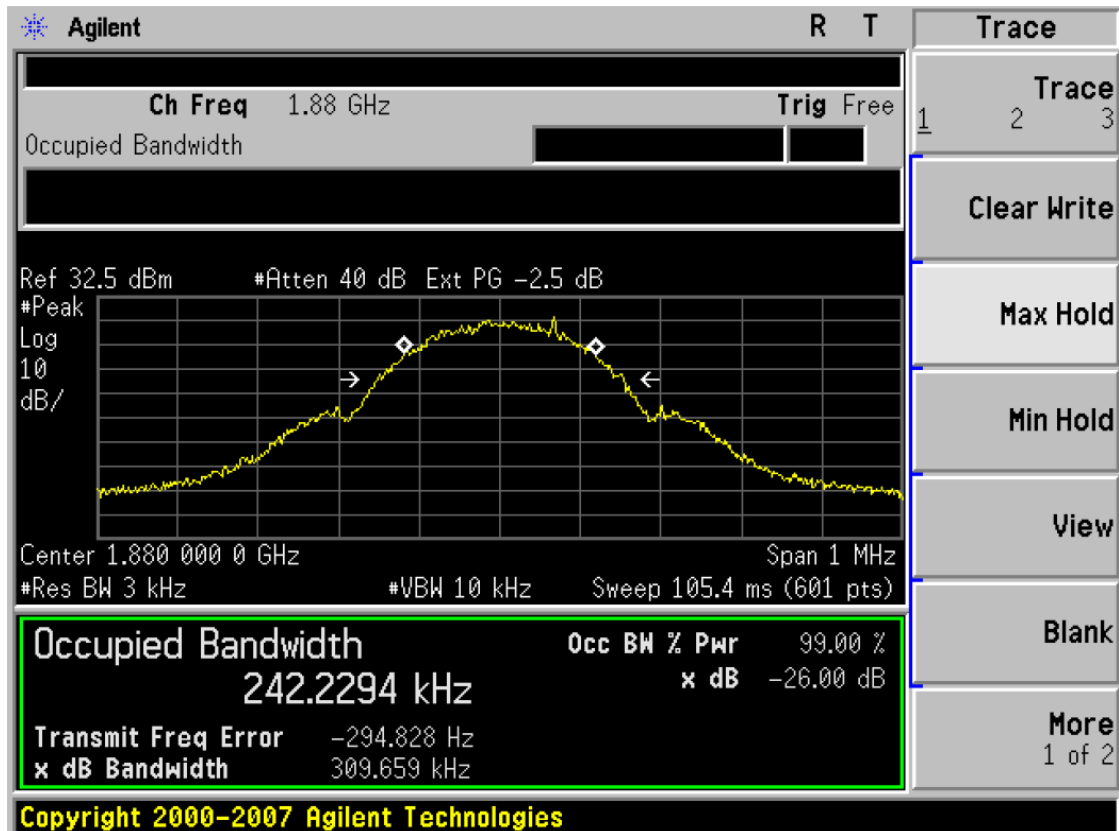 Agilent R T
Trace
Ch Freq 1.88 GHz Trig Free
Occupied Bandwidth
Ref 32.5 dBm #Atten 40 dB Ext PG -2.5 dB
#Peak
Log
10
dB/
Center 1.880 000 0 GHz Span 1 MHz
#Res BW 3 kHz #VBW 10 kHz Sweep 105.4 ms (601 pts)
Occupied Bandwidth
242.2294 kHz
Occ BW % Pwr 99.00 %
x dB -26.00 dB
Transmit Freq Error -294.828 Hz
x dB Bandwidth 309.659 kHz
Trace
1 2 3
Clear Write
Max Hold
Min Hold
View
Blank
More
1 of 2
Copyright 2000-2007 Agilent Technologies